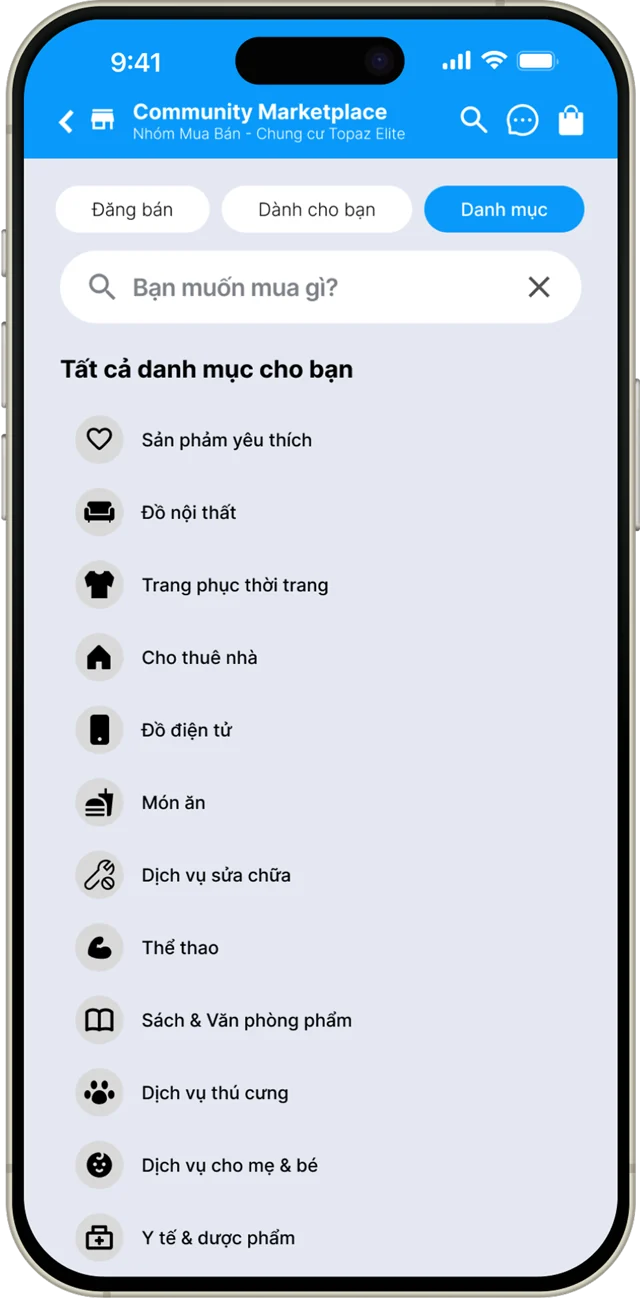 9:41
Community Marketplace
Nhóm Mua Bán - Chung cư Topaz Elite
Đăng bán
Dành cho bạn
Danh mục
Bạn muốn mua gì?
Tất cả danh mục cho bạn
Sản phảm yêu thích
Đồ nội thất
Trang phục thời trang
Cho thuê nhà
Đồ điện tử
Món ăn
Dịch vụ sửa chữa
Thể thao
Sách & Văn phòng phẩm
Dịch vụ thú cưng
Dịch vụ cho mẹ & bé
Y tế & dược phẩm